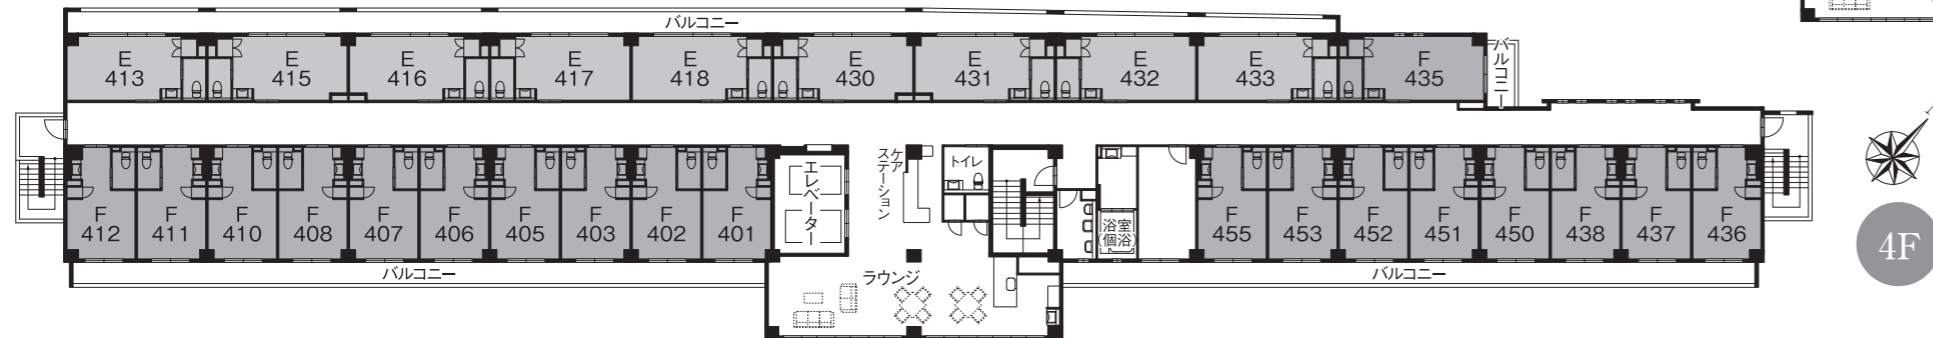 バルコニー
E
413
E
415
E
416
E
417
E
418
E
430
E
431
E
432
E
433
F
435
バルコニー
F
412
F
411
F
410
F
408
F
407
F
406
F
405
F
403
F
402
F
401
エレベーター
ケア
ステーション
トイレ
浴室
(個浴)
F
455
F
453
F
452
F
451
F
450
F
438
F
437
F
436
バルコニー
ラウンジ
バルコニー
4F